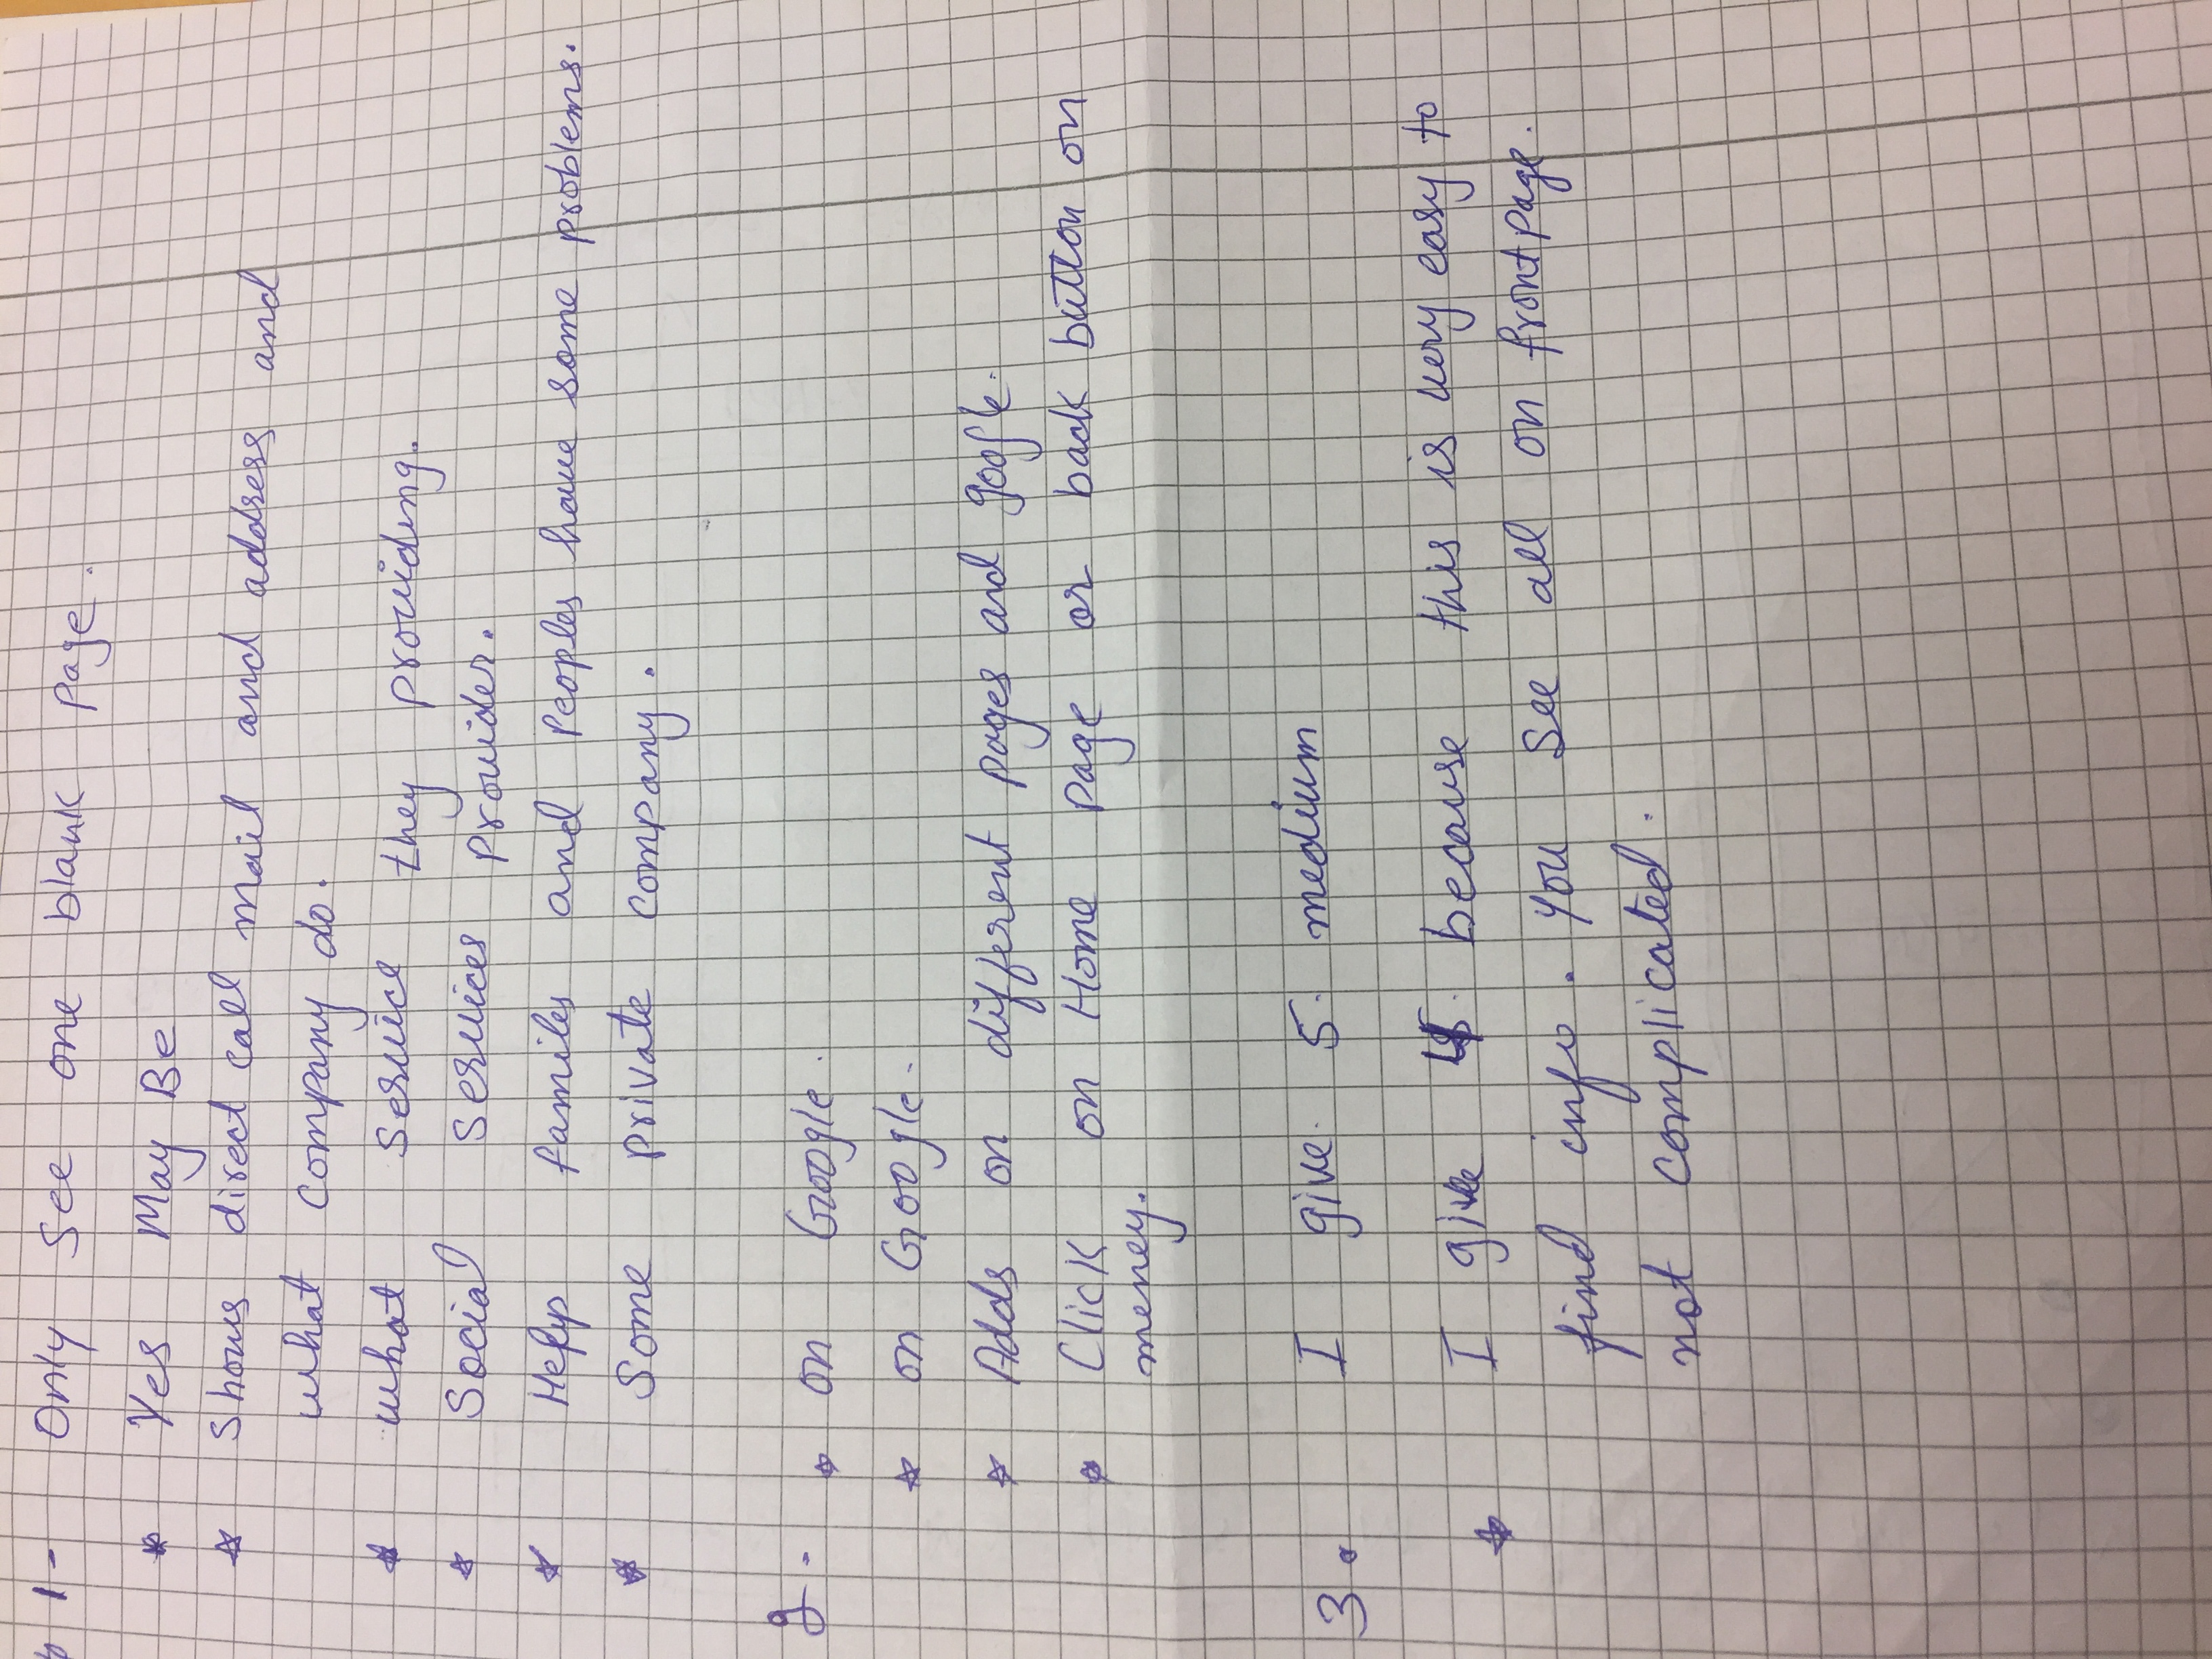 1- Only see one blank page.
* Yes May Be
* Shows direct call mail and address and
what company do.
* what service they providing.
* Social services provider.
* Help familes and Peoples have some problems.
* Some private company.
2. * on Google.
* on Google.
* Adds on different pages and google.
* Click on Home page or back button on
meney.
3. I give 5. medium
* I give because this is very easy to
find info. you see all on frontpage.
not complicated.